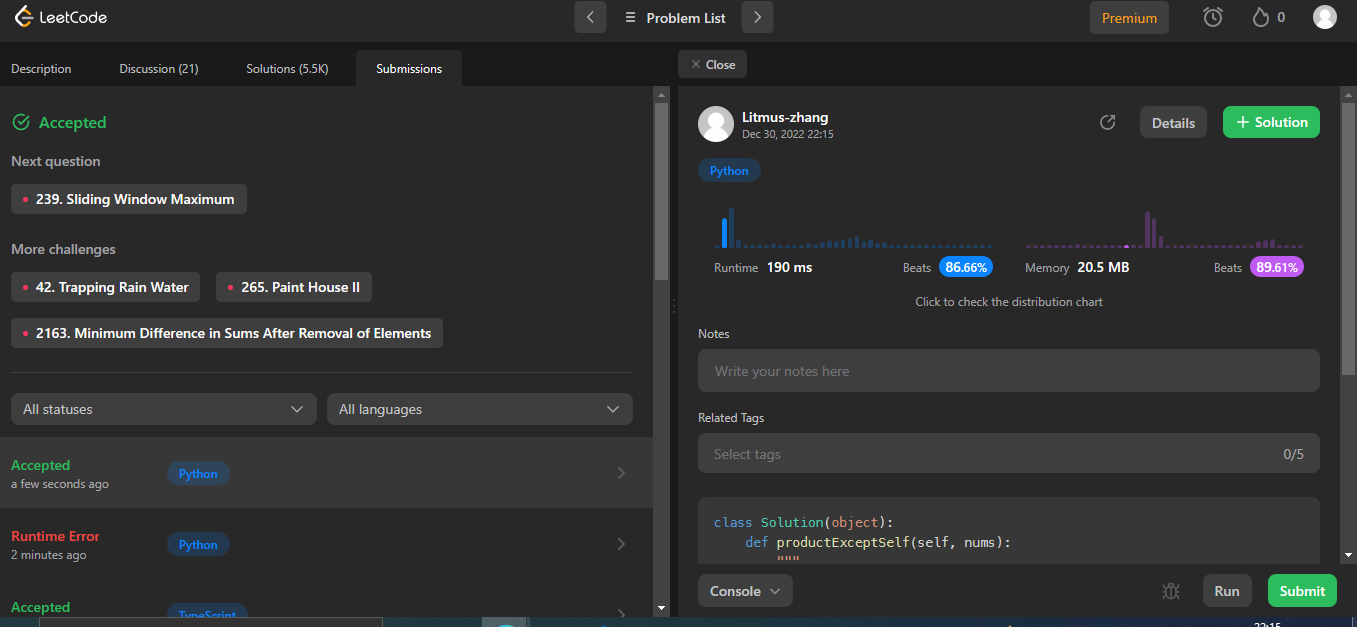 LeetCode
Problem List
Premium
0
Description
Discussion (21)
Solutions (5.5K)
Submissions
Accepted
Next question
239. Sliding Window Maximum
More challenges
42. Trapping Rain Water
265. Paint House II
2163. Minimum Difference in Sums After Removal of Elements
All statuses
All languages
Accepted
a few seconds ago
Python
Runtime Error
2 minutes ago
Python
Accepted
TypeScript
Close
Litmus-zhang
Dec 30, 2022 22:15
Details
+ Solution
Python
Runtime 190 ms
Beats 86.66%
Memory 20.5 MB
Beats 89.61%
Click to check the distribution chart
Notes
Write your notes here
Related Tags
Select tags
0/5
class Solution(object):
    def productExceptSelf(self, nums):
        """
Console
Run
Submit
22:15